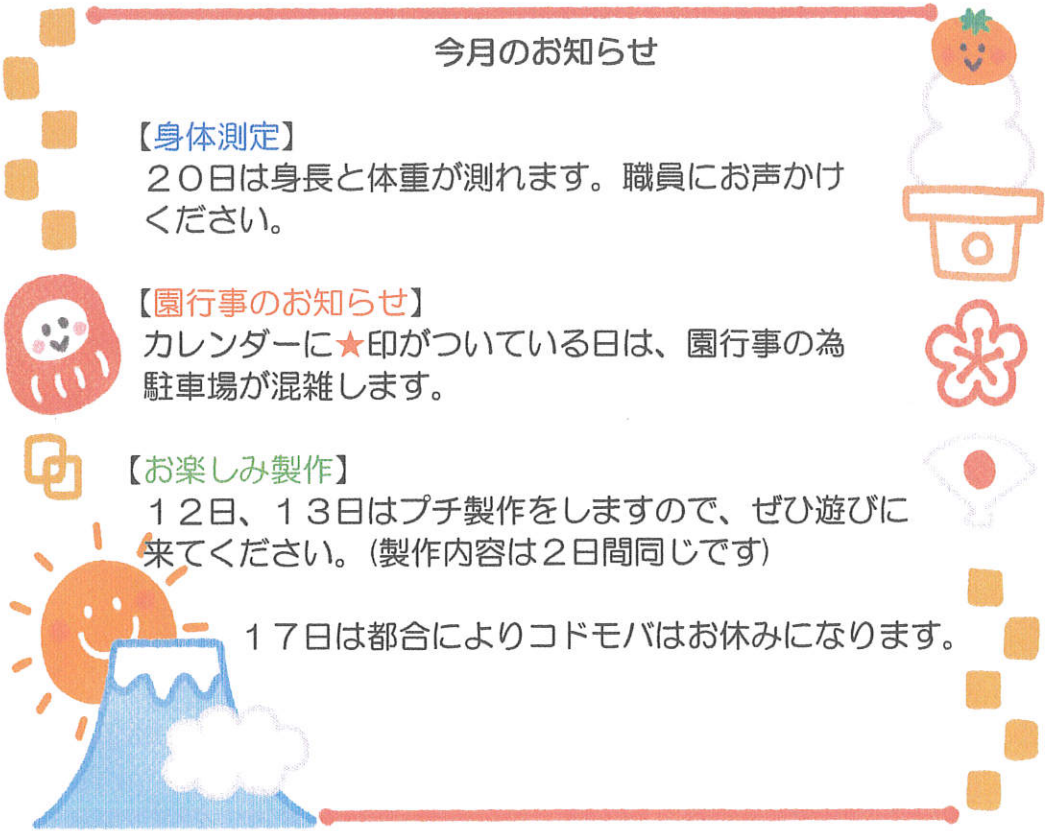 今月のお知らせ
【身体測定】
２０日は身長と体重が測れます。職員にお声かけ
ください。
【園行事のお知らせ】
カレンダーに★印がついている日は、園行事の為
駐車場が混雑します。
【お楽しみ製作】
１２日、１３日はプチ製作をしますので、ぜひ遊びに
来てください。(製作内容は２日間同じです)
１７日は都合によりコドモバはお休みになります。